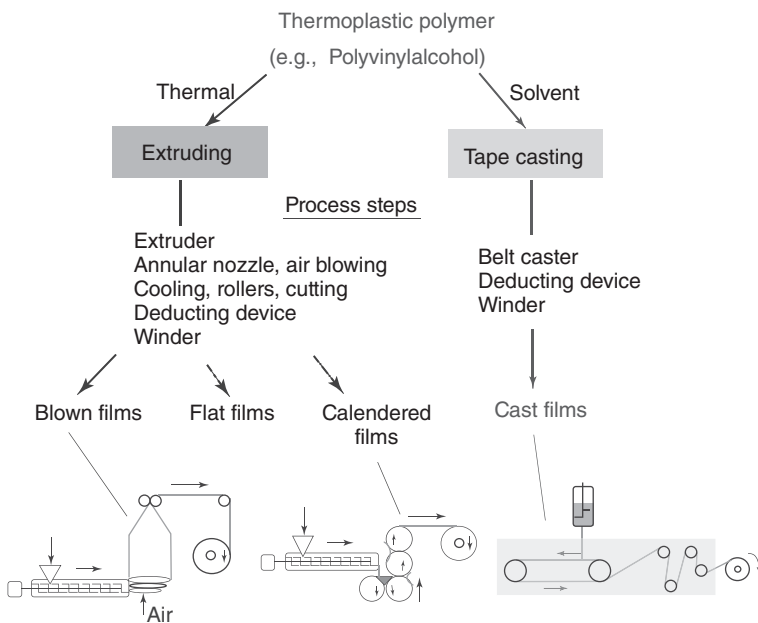 Thermoplastic polymer
(e.g., Polyvinylalcohol)
Thermal
Solvent
Extruding
Tape casting
Process steps
Extruder
Annular nozzle, air blowing
Cooling, rollers, cutting
Deducting device
Winder
Belt caster
Deducting device
Winder
Blown films
Flat films
Calendered
films
Cast films
Air